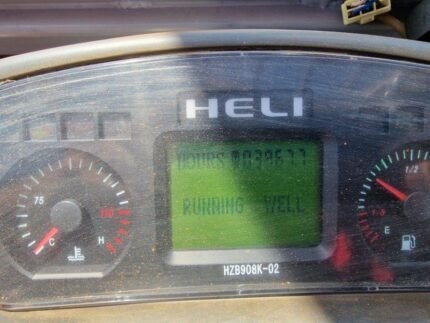 HELI
HOURS
RUNNING WELL
75
C
H
1/2
E
HZB908K-02